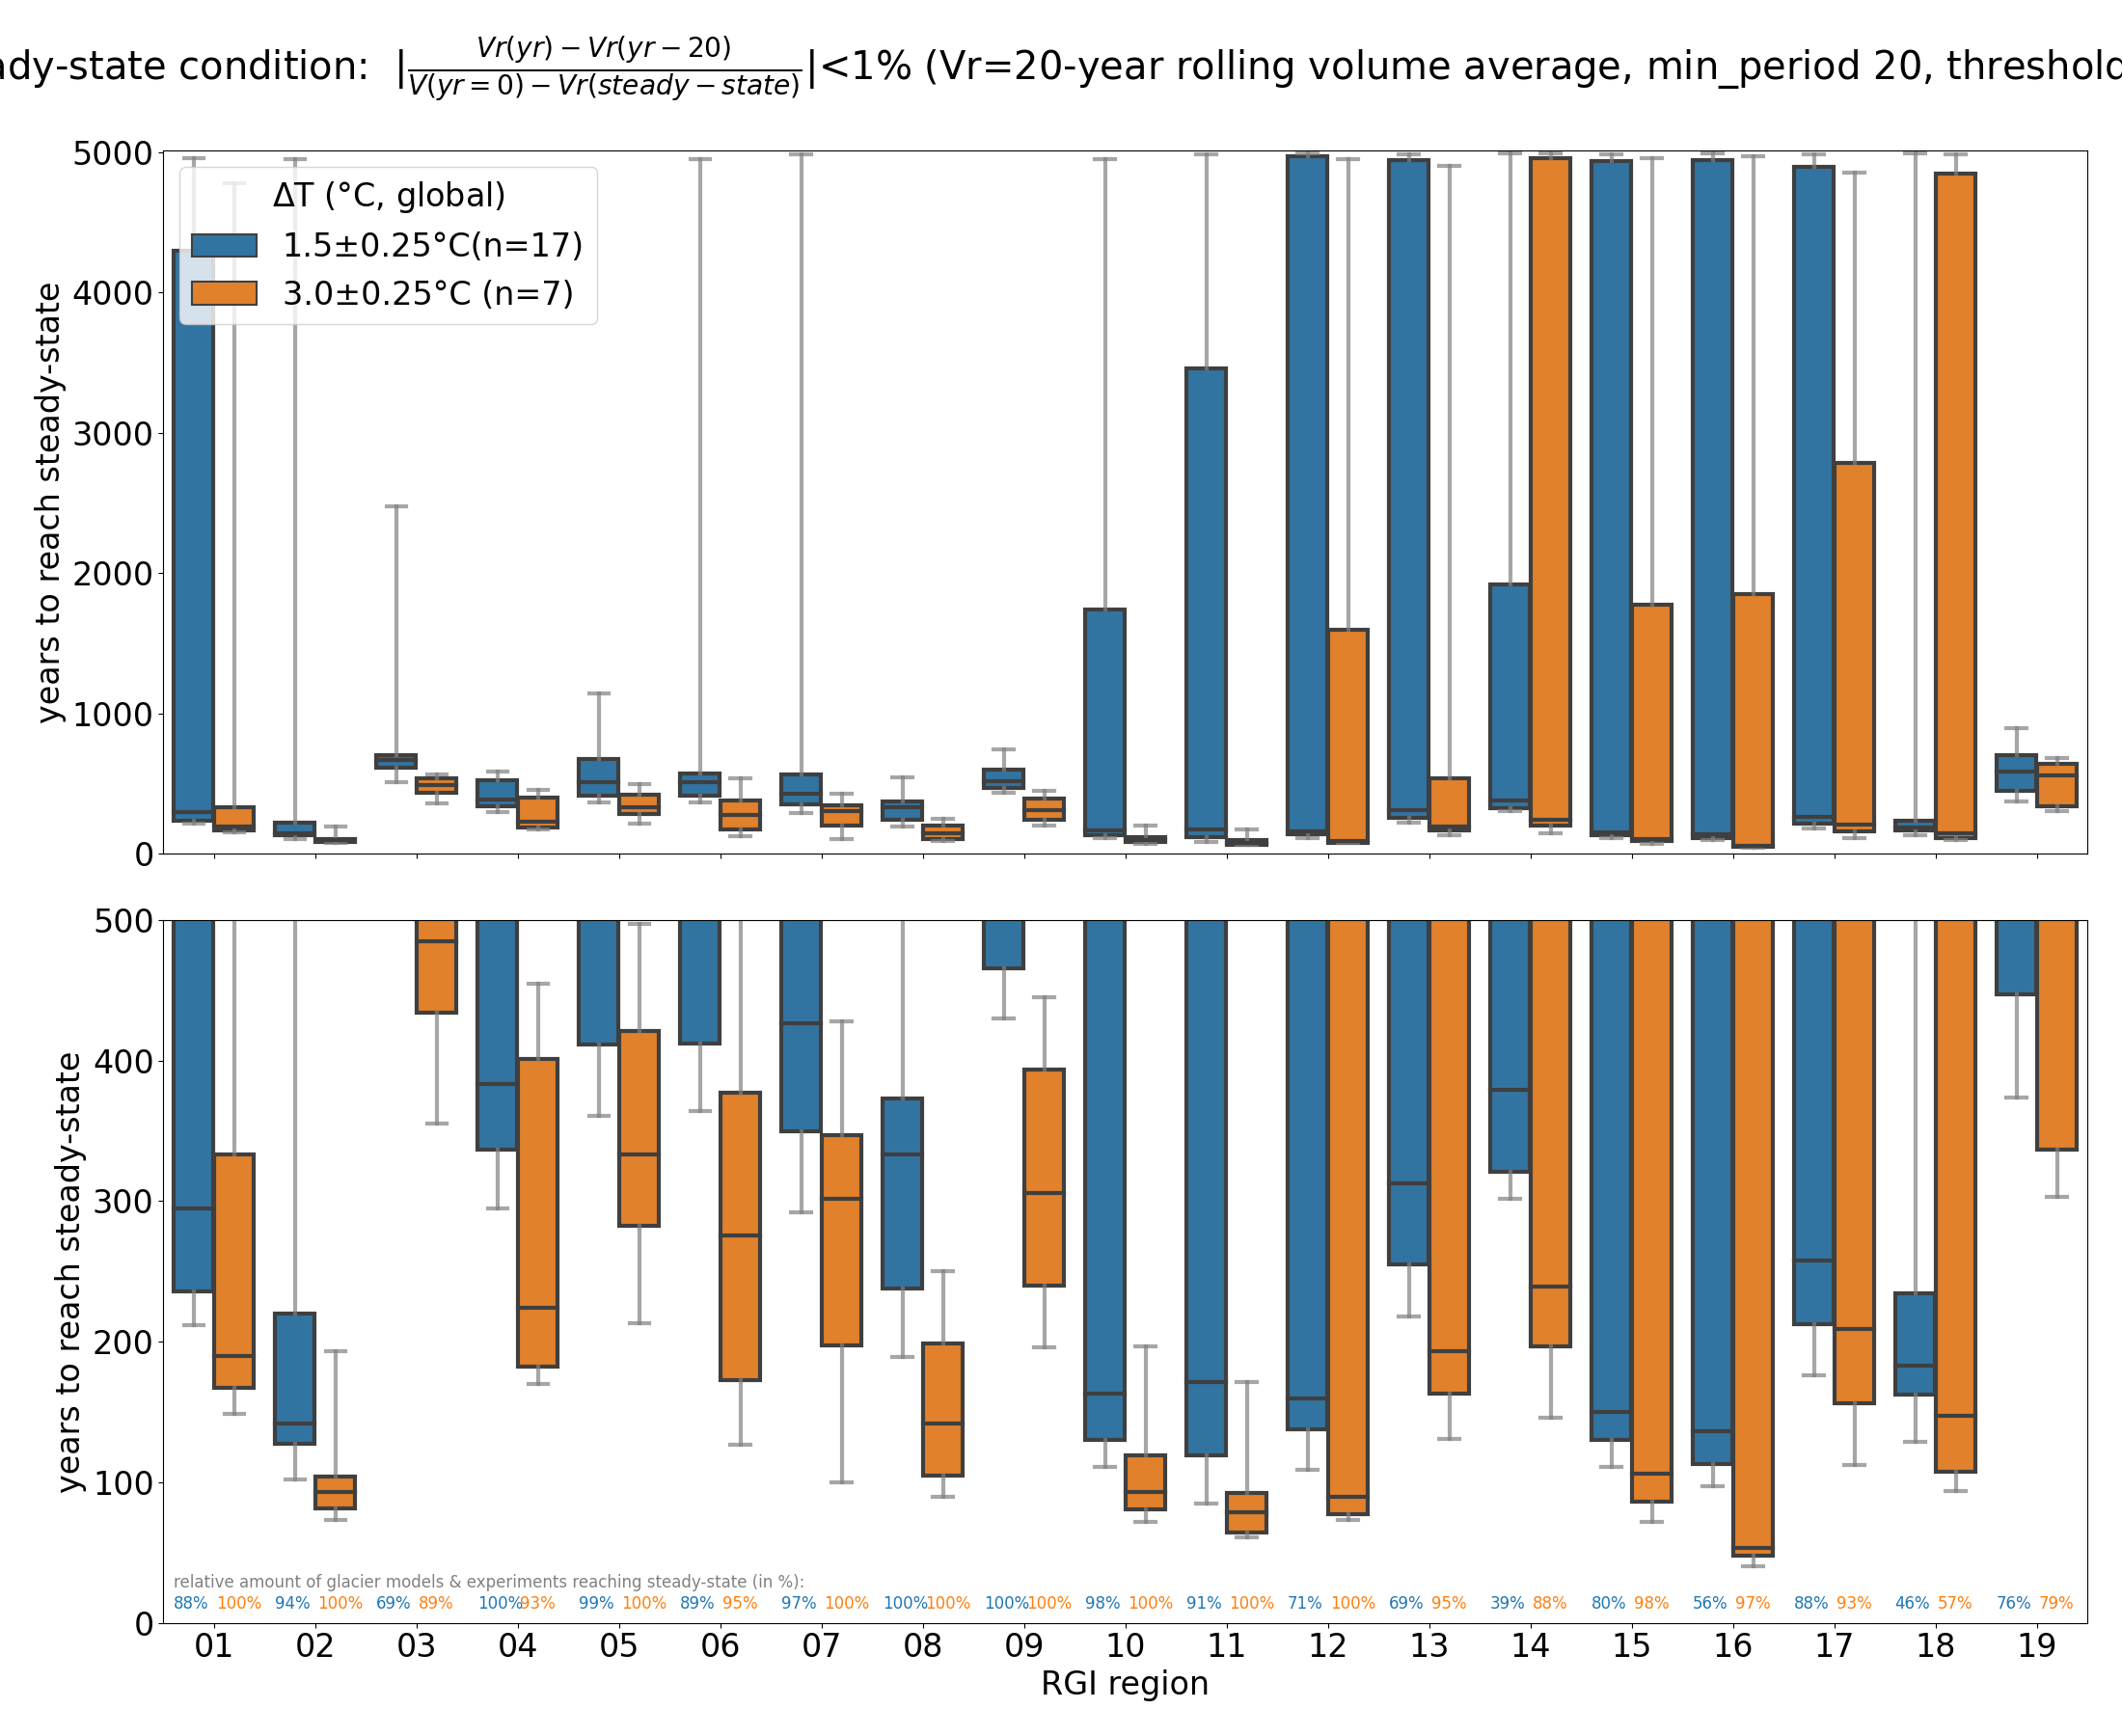 ady-state condition: |Vr(yr) − Vr(yr − 20) / V(yr = 0) − Vr(steady − state)|<1% (Vr=20-year rolling volume average, min_period 20, threshold
5000
4000
3000
2000
1000
0
years to reach steady-state
ΔT (°C, global)
1.5±0.25°C(n=17)
3.0±0.25°C (n=7)
500
400
300
200
100
0
years to reach steady-state
relative amount of glacier models & experiments reaching steady-state (in %):
88% 100% 94% 100% 69% 89% 100% 93% 99% 100% 89% 95% 97% 100% 100% 100% 100% 100% 98% 100% 91% 100% 71% 100% 69% 95% 39% 88% 80% 98% 56% 97% 88% 93% 46% 57% 76% 79%
01 02 03 04 05 06 07 08 09 10 11 12 13 14 15 16 17 18 19
RGI region